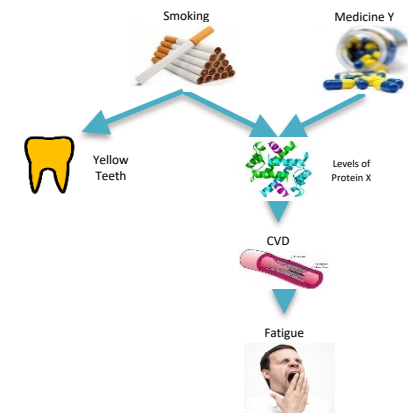 Smoking
Medicine Y
Yellow
Teeth
Levels of
Protein X
CVD
Fatigue